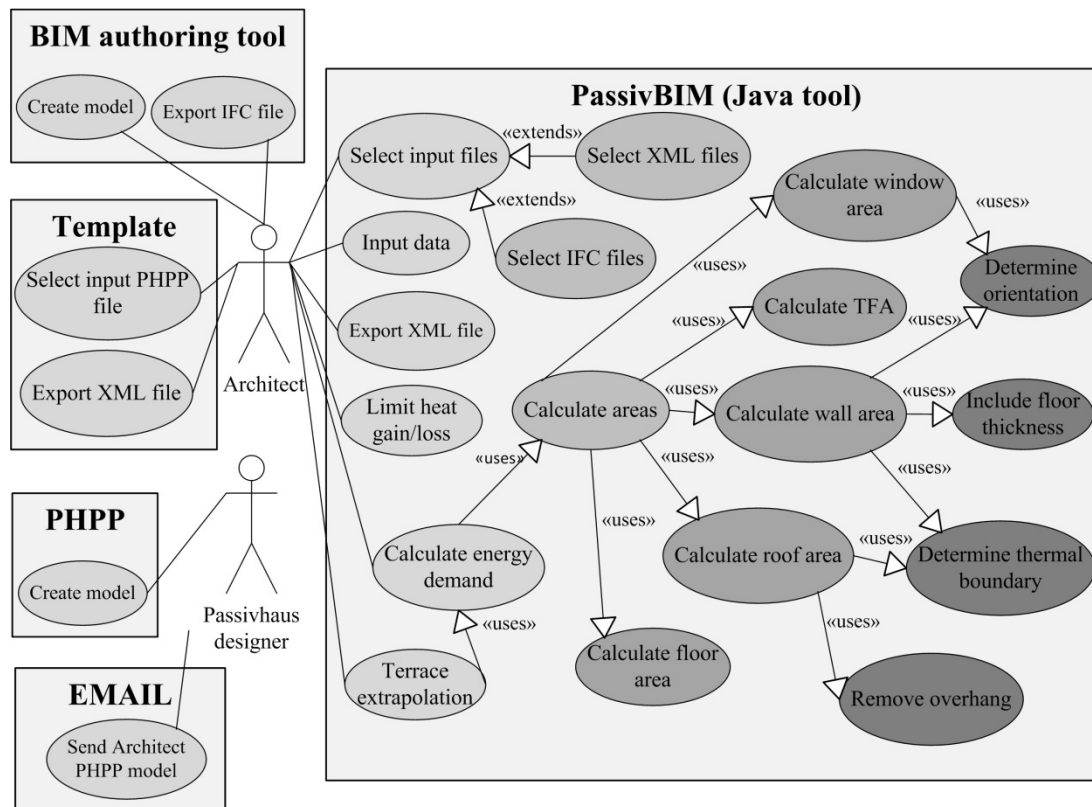 BIM authoring tool
Create model
Export IFC file
Template
Select input PHPP
file
Export XML file
Architect
PHPP
Create model
Passivhaus
designer
EMAIL
Send Architect
PHPP model
PassivBIM (Java tool)
Select input files
«extends»
Select XML files
«extends»
Select IFC files
Input data
Export XML file
Limit heat
gain/loss
Calculate energy
demand
«uses»
Terrace
extrapolation
«uses»
Calculate areas
«uses»
Calculate window
area
«uses»
Determine
orientation
«uses»
Calculate TFA
«uses»
«uses»
Calculate wall area
«uses»
Include floor
thickness
«uses»
Calculate roof area
«uses»
«uses»
Determine thermal
boundary
«uses»
Calculate floor
area
«uses»
Remove overhang